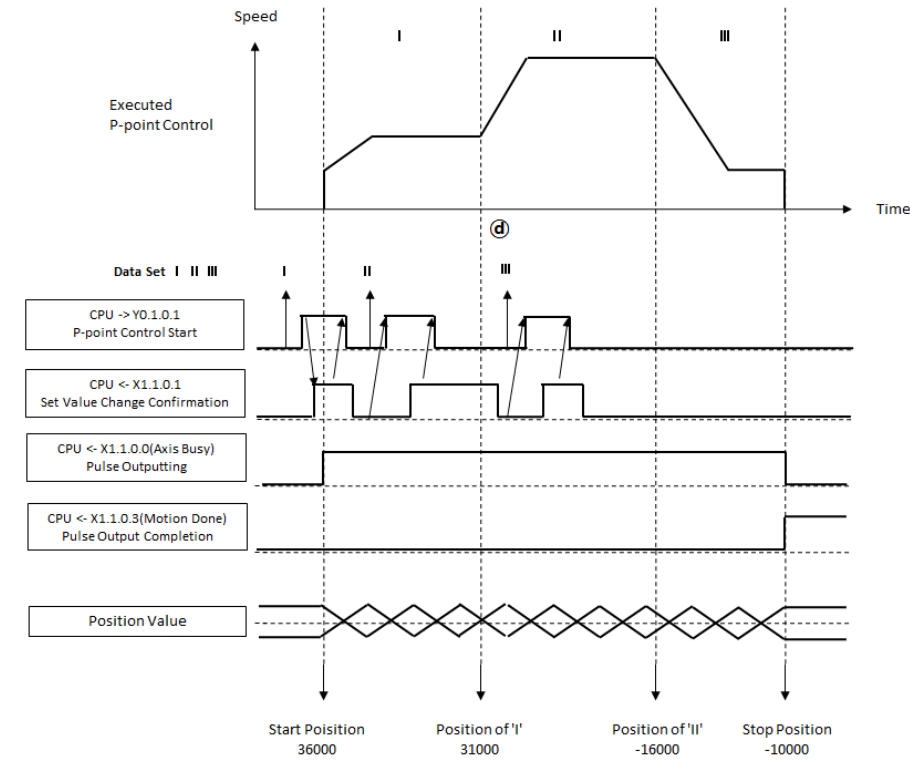 Speed
I
II
III
Executed
P-point Control
Time
ⓓ
Data Set I II III
I
II
III
CPU -> Y0.1.0.1
P-point Control Start
CPU <- X1.1.0.1
Set Value Change Confirmation
CPU <- X1.1.0.0(Axis Busy)
Pulse Outputting
CPU <- X1.1.0.3(Motion Done)
Pulse Output Completion
Position Value
Start Poisition
36000
Position of 'I'
31000
Position of 'II'
-16000
Stop Position
-10000